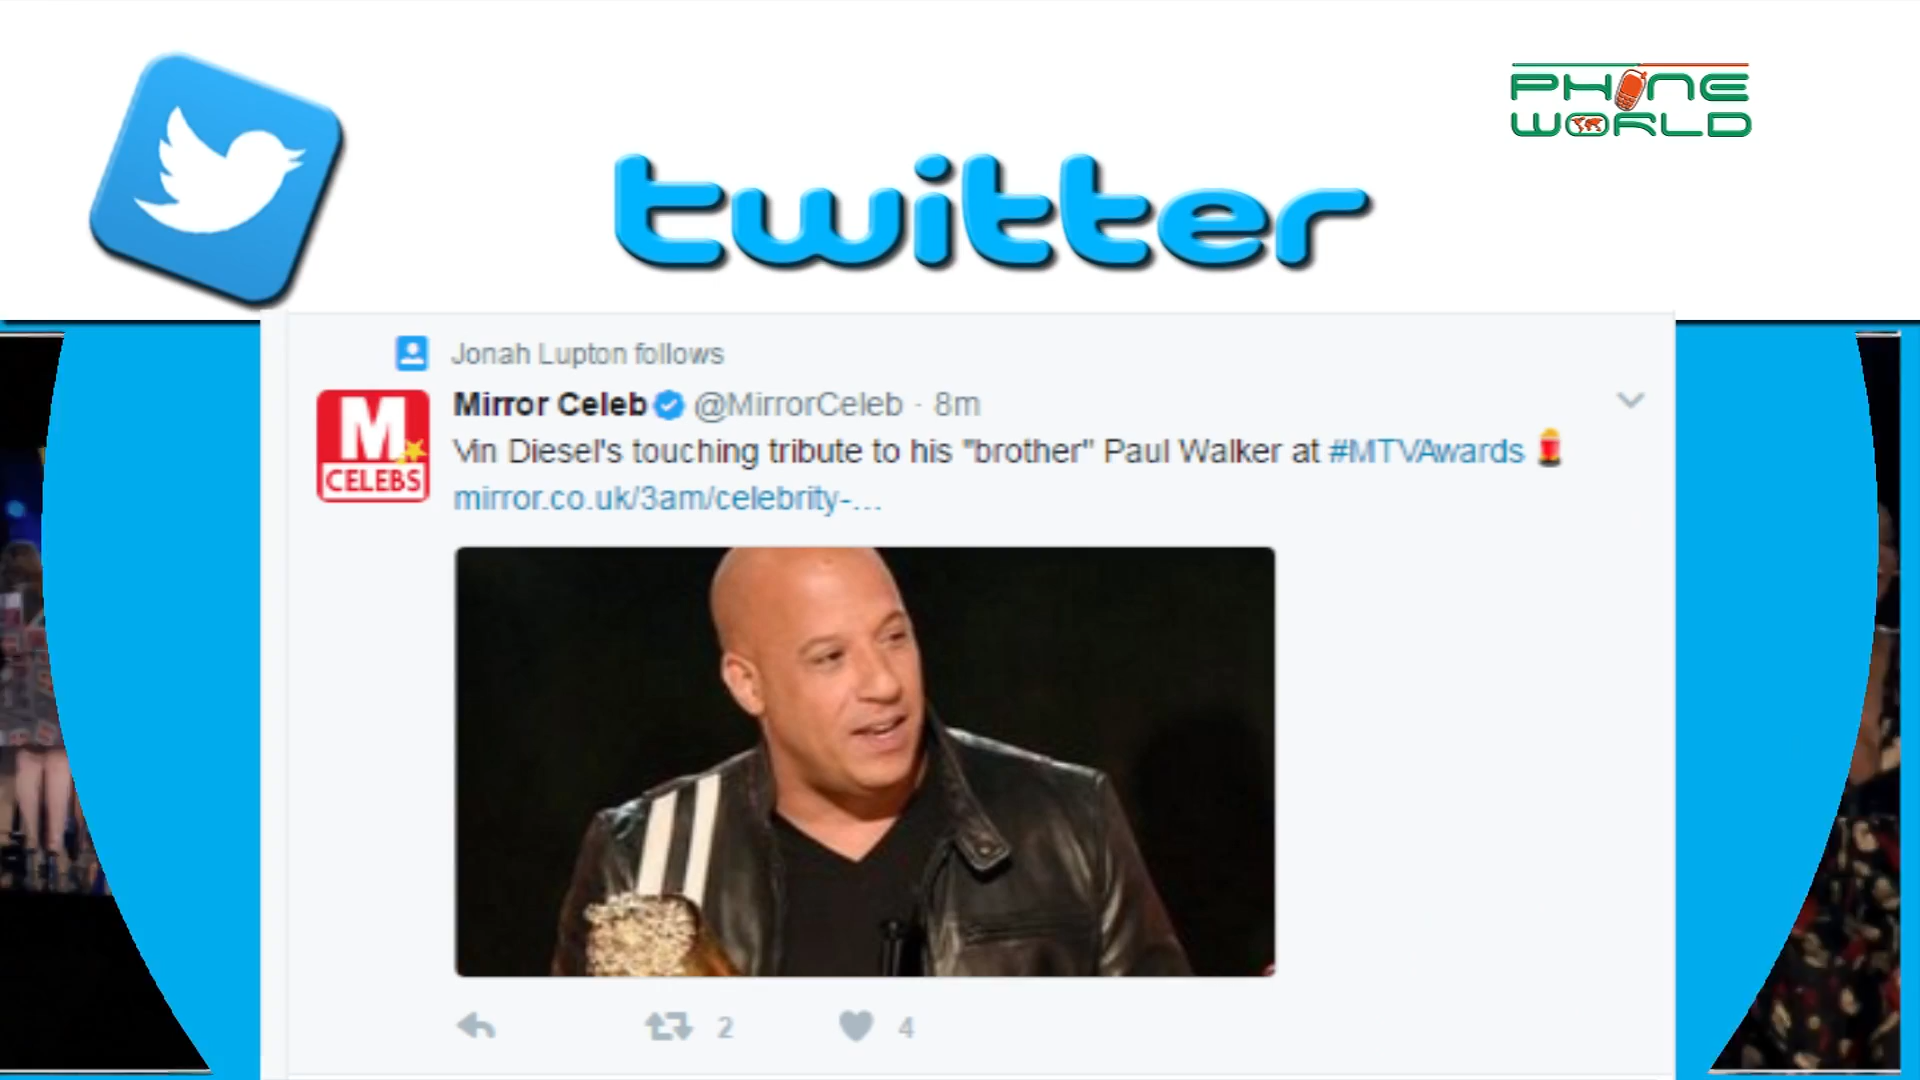 PHONE
WORLD
twitter
Jonah Lupton follows
Mirror Celeb @MirrorCeleb · 8m
Vin Diesel's touching tribute to his "brother" Paul Walker at #MTVAwards
mirror.co.uk/3am/celebrity-...
M
CELEBS
2
4